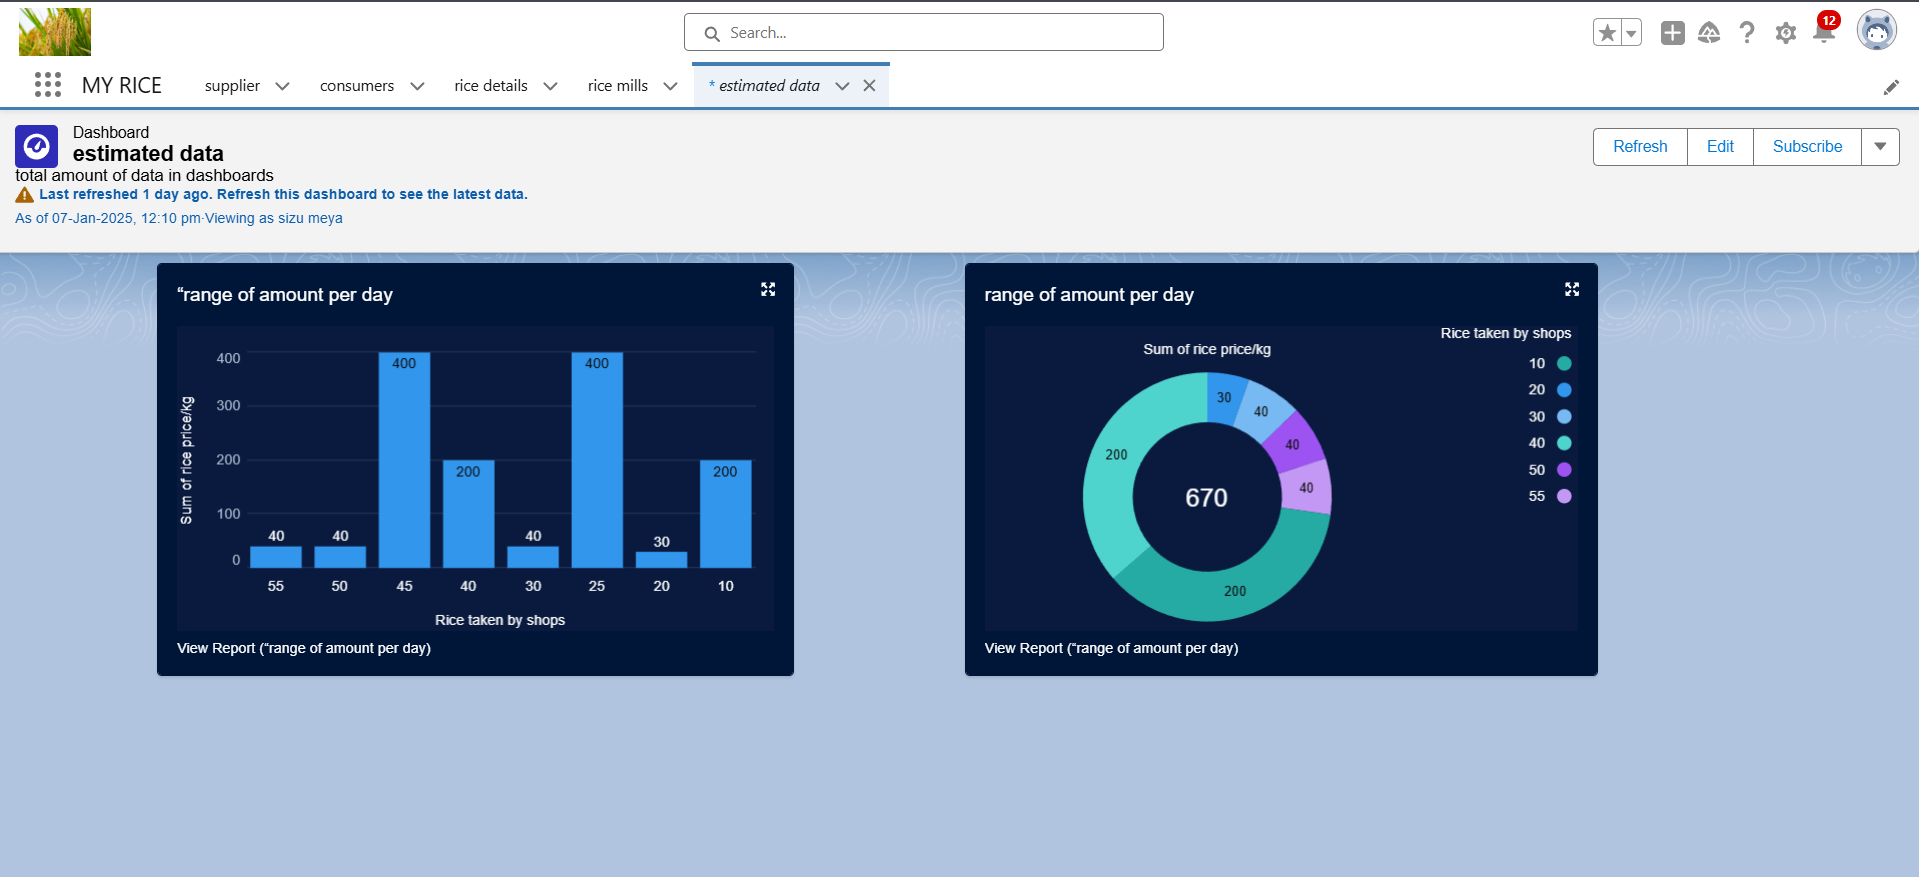 Search...
12
MY RICE
supplier
consumers
rice details
rice mills
* estimated data
Dashboard
estimated data
total amount of data in dashboards
Last refreshed 1 day ago. Refresh this dashboard to see the latest data.
As of 07-Jan-2025, 12:10 pm·Viewing as sizu meya
Refresh
Edit
Subscribe
“range of amount per day
Sum of rice price/kg
400
300
200
100
0
40
40
400
200
40
400
30
200
55
50
45
40
30
25
20
10
Rice taken by shops
View Report (“range of amount per day)
range of amount per day
Rice taken by shops
Sum of rice price/kg
10
20
30
40
50
55
30
40
40
40
200
200
670
View Report (“range of amount per day)